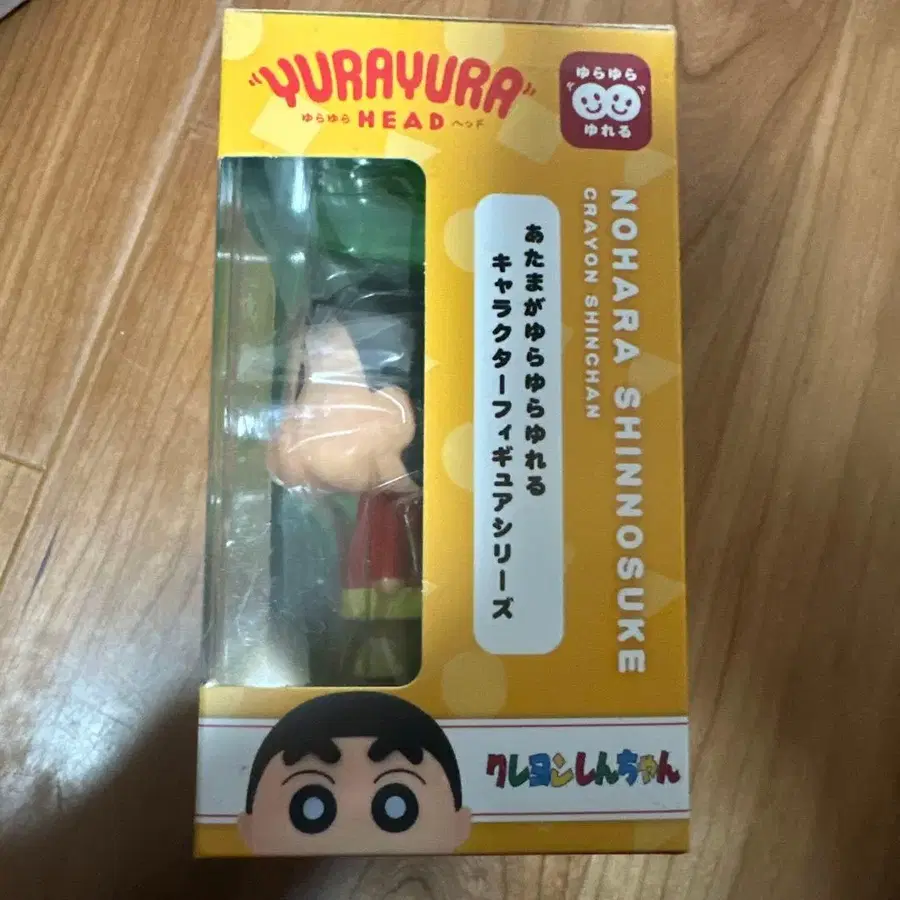 "YURAYURA"
ゆらゆら HEAD ヘッド
ゆらゆら
ゆれる
NOHARA SHINNOSUKE
CRAYON SHINCHAN
あたまがゆらゆらゆれる
キャラクターフィギュアシリーズ
クレヨンしんちゃん